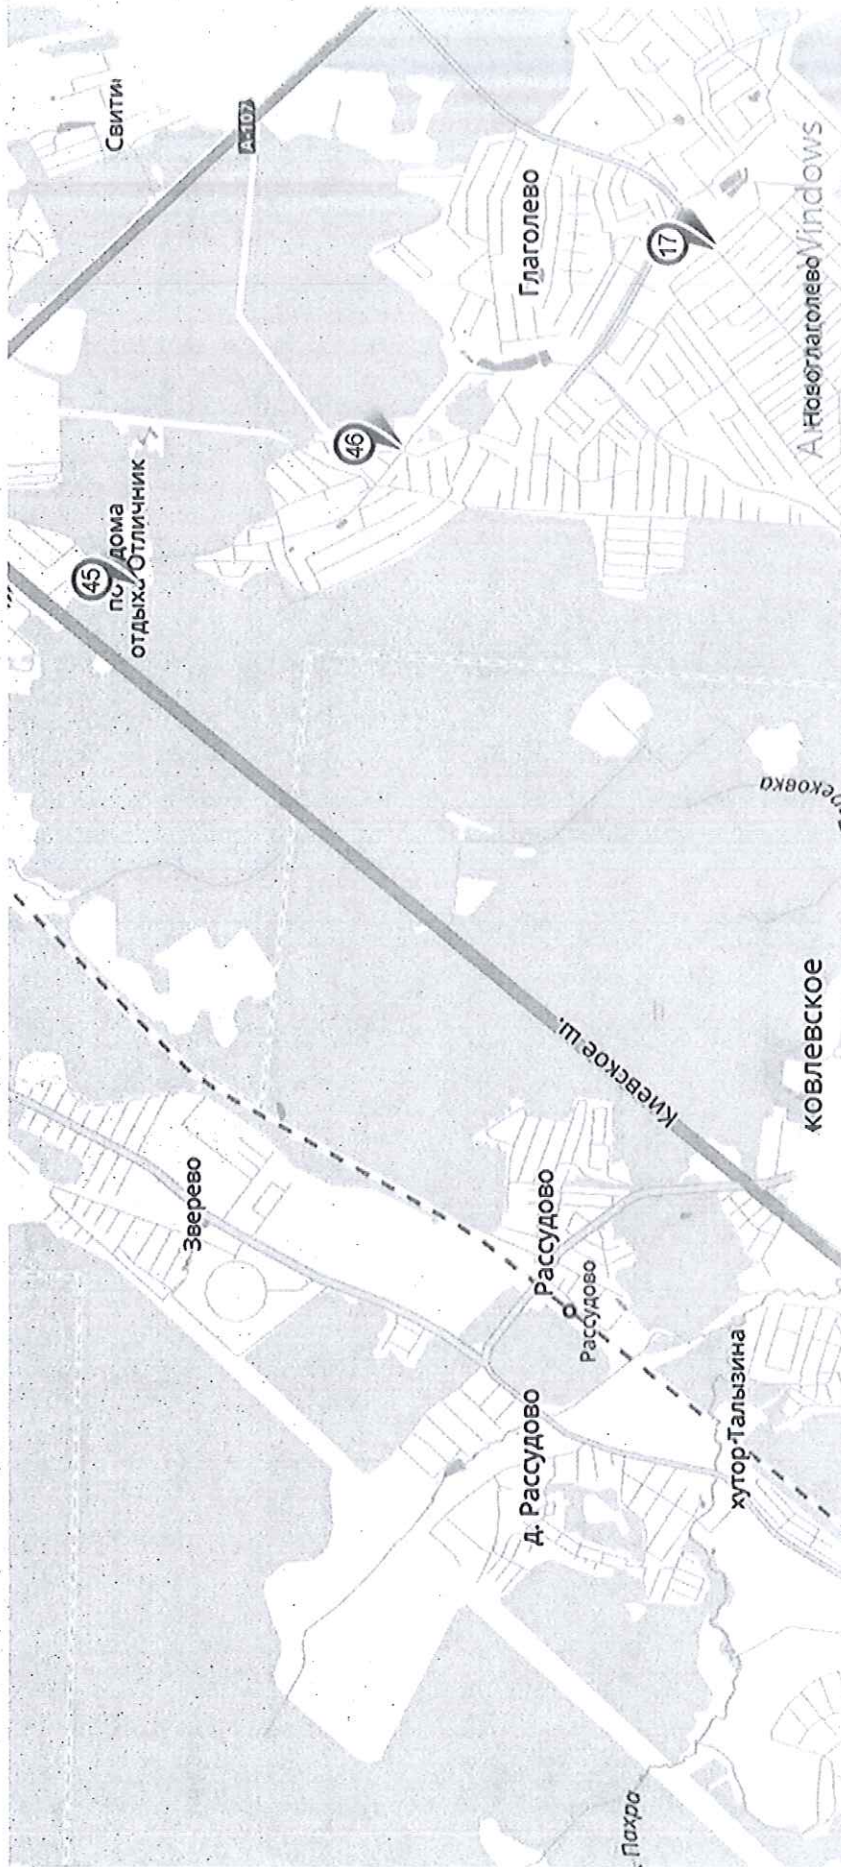 Свити
45
дома
отдыха Отличник
Зверево
А-107
46
д. Рассудово
Рассудово
Глаголево
Рассудово
Пахра
Киевское ш.
17
хутор Талызина
ековка
ковлевское
Новоглаголево
Windows